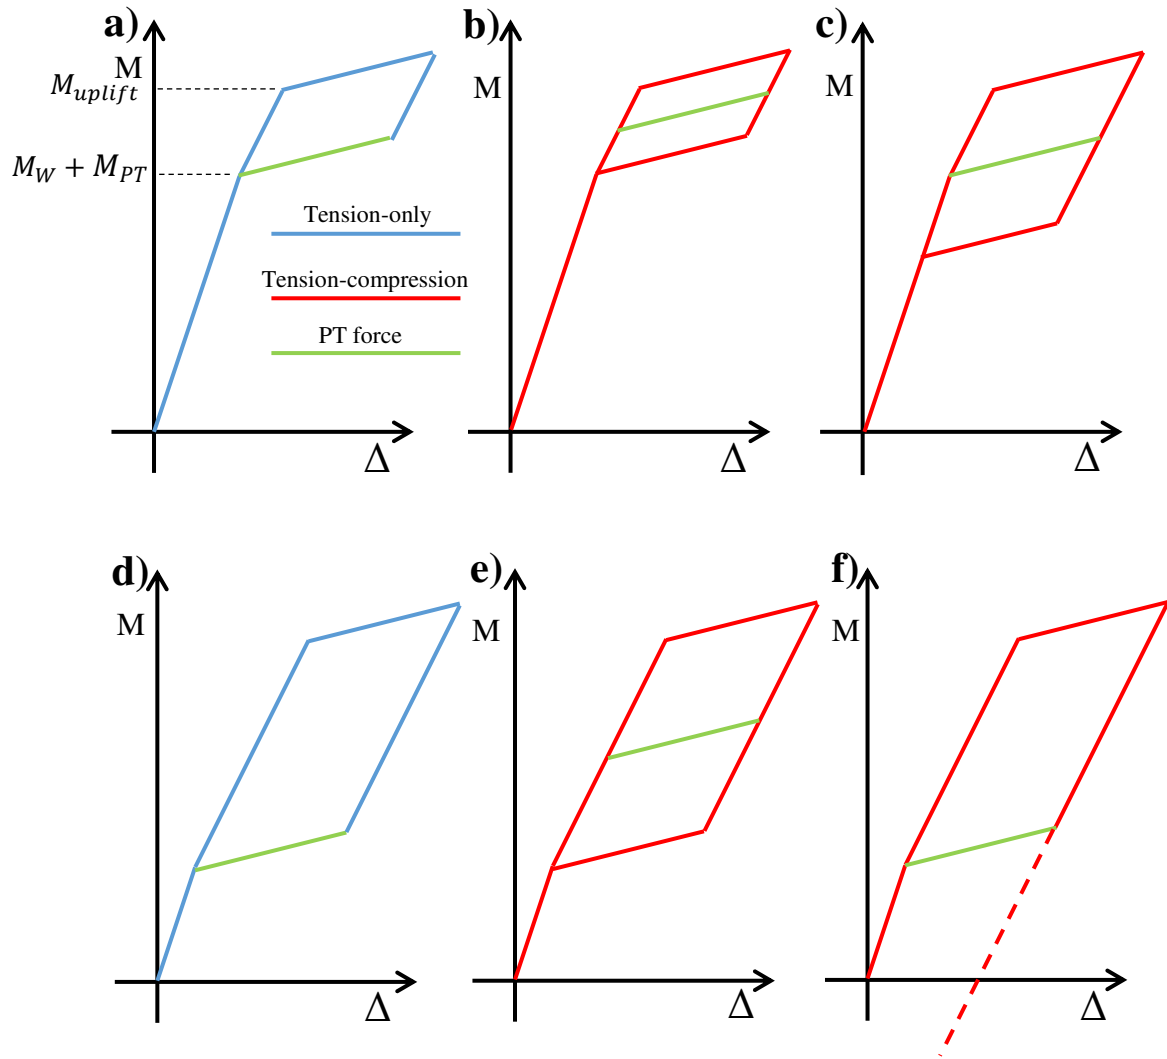 a)
M
M_uplift
M_W + M_PT
Tension-only
Tension-compression
PT force
Δ
b)
M
Δ
c)
M
Δ
d)
M
Δ
e)
M
Δ
f)
M
Δ